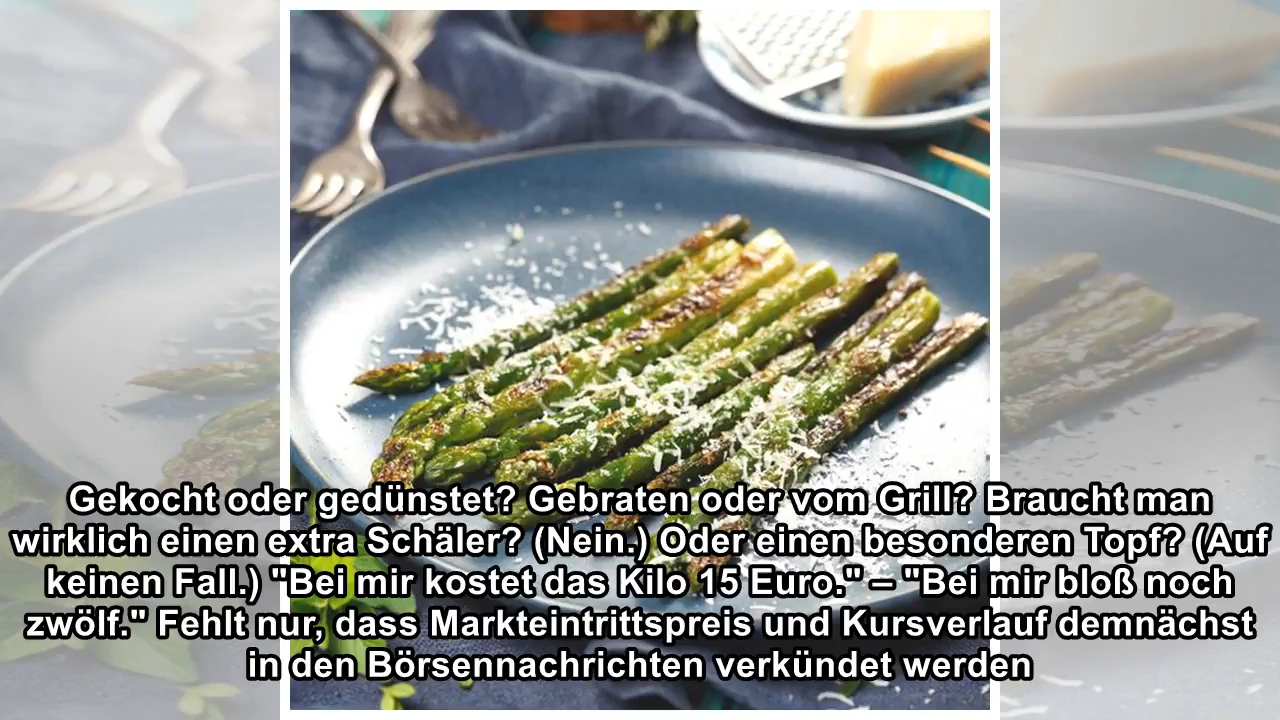 Gekocht oder gedünstet? Gebraten oder vom Grill? Braucht man
wirklich einen extra Schäler? (Nein.) Oder einen besonderen Topf? (Auf
keinen Fall.) "Bei mir kostet das Kilo 15 Euro." – "Bei mir bloß noch
zwölf." Fehlt nur, dass Markteintrittspreis und Kursverlauf demnächst
in den Börsennachrichten verkündet werden